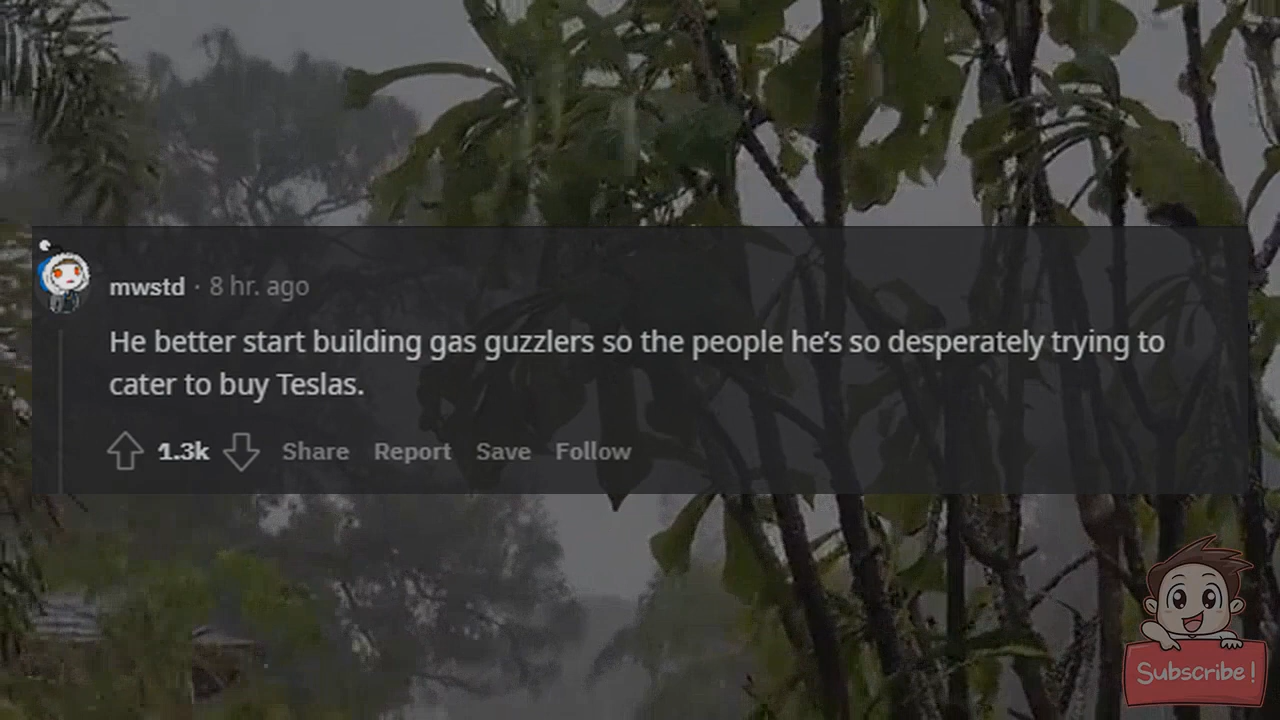 mwstd · 8 hr. ago
He better start building gas guzzlers so the people he's so desperately trying to
cater to buy Teslas.
1.3k Share Report Save Follow
Subscribe!